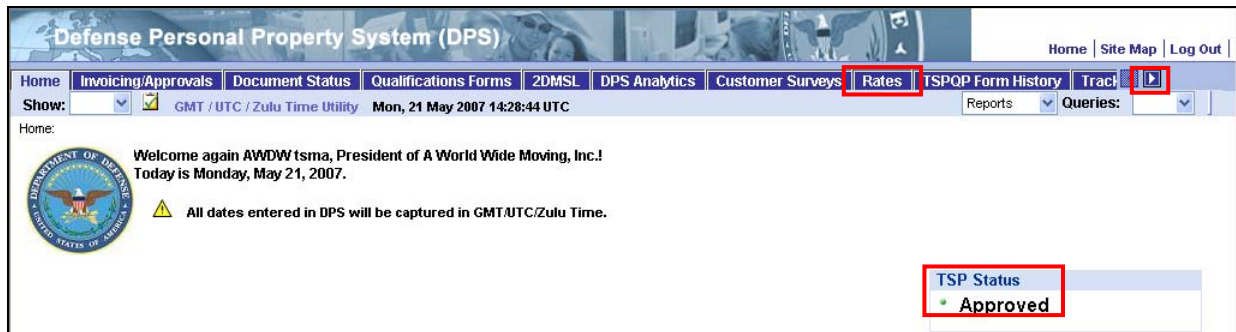 Defense Personal Property System (DPS)
Home | Site Map | Log Out |
Home Invoicing/Approvals Document Status Qualifications Forms 2DMSL DPS Analytics Customer Surveys Rates TSPQP Form History
Show: GMT / UTC / Zulu Time Utility Mon, 21 May 2007 14:28:44 UTC Reports Queries:
Home:
DEPARTMENT OF DEFENSE
UNITED STATES OF AMERICA
Welcome again AWDW tsma, President of A World Wide Moving, Inc.!
Today is Monday, May 21, 2007.
All dates entered in DPS will be captured in GMT/UTC/Zulu Time.
TSP Status
Approved